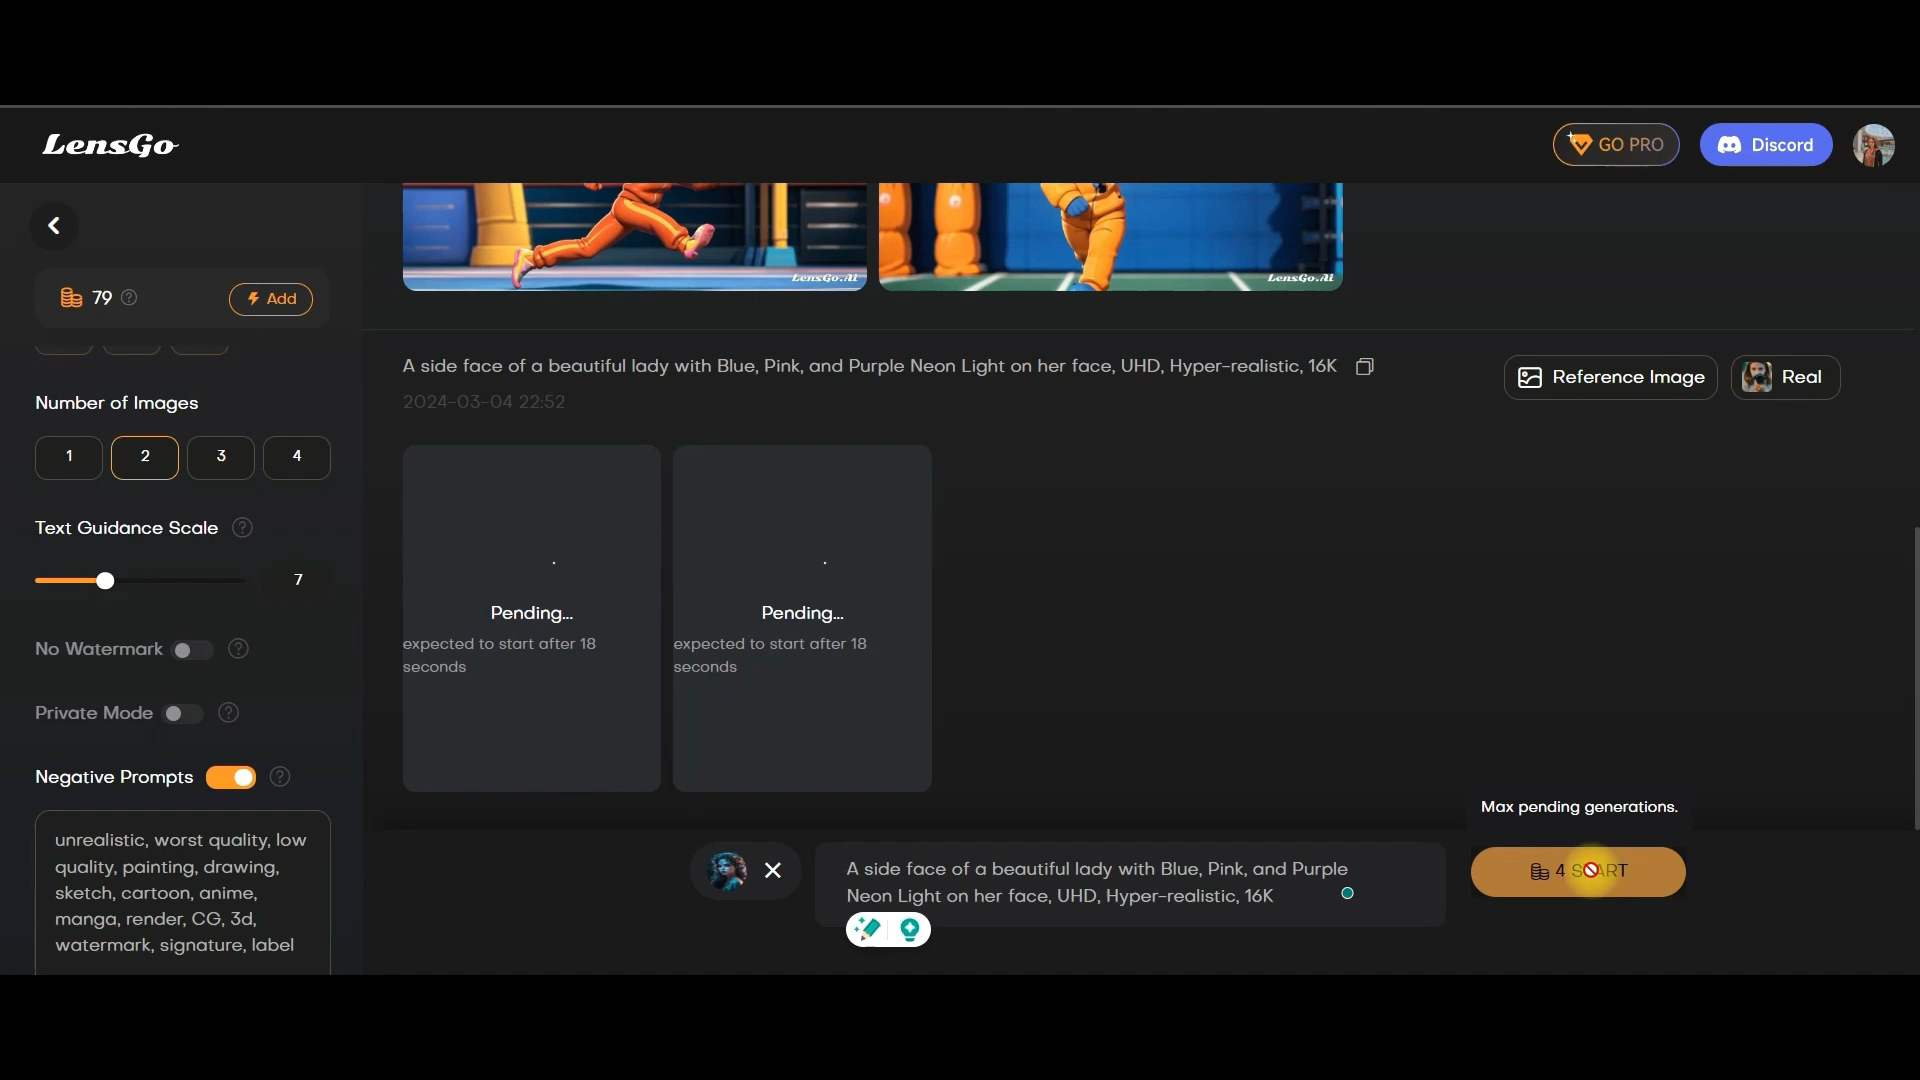 LensGo
GO PRO
Discord
79
Add
LensGo.Ai
LensGo.Ai
A side face of a beautiful lady with Blue, Pink, and Purple Neon Light on her face, UHD, Hyper-realistic, 16K
2024-03-04 22:52
Reference Image
Real
Number of Images
1
2
3
4
Text Guidance Scale
7
No Watermark
Private Mode
Negative Prompts
unrealistic, worst quality, low
quality, painting, drawing,
sketch, cartoon, anime,
manga, render, CG, 3d,
watermark, signature, label
Pending...
expected to start after 18
seconds
Pending...
expected to start after 18
seconds
Max pending generations.
A side face of a beautiful lady with Blue, Pink, and Purple
Neon Light on her face, UHD, Hyper-realistic, 16K
4 START